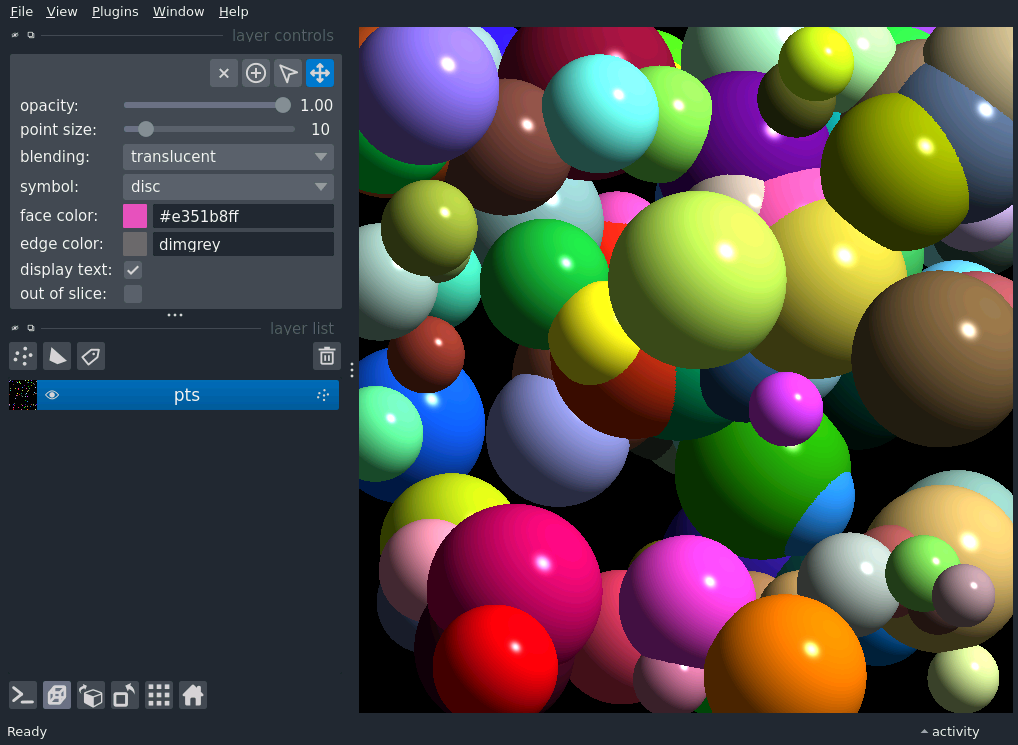 File View Plugins Window Help
layer controls
opacity: 1.00
point size: 10
blending: translucent
symbol: disc
face color: #e351b8ff
edge color: dimgrey
display text:
out of slice:
layer list
pts
Ready activity